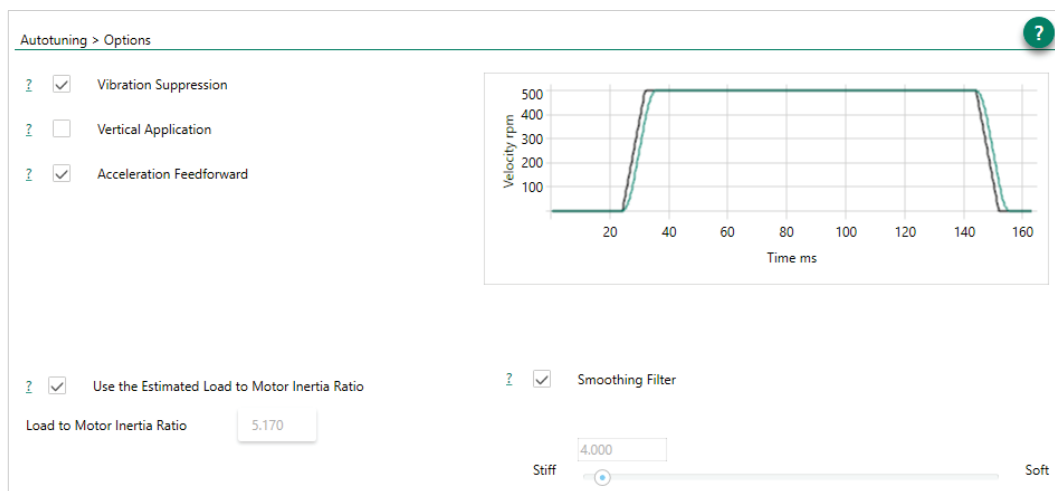 Autotuning > Options
?
? Vibration Suppression
? Vertical Application
? Acceleration Feedforward
500
400
300
200
100
Velocity rpm
20 40 60 80 100 120 140 160
Time ms
? Use the Estimated Load to Motor Inertia Ratio
Load to Motor Inertia Ratio 5.170
? Smoothing Filter
4.000
Stiff Soft